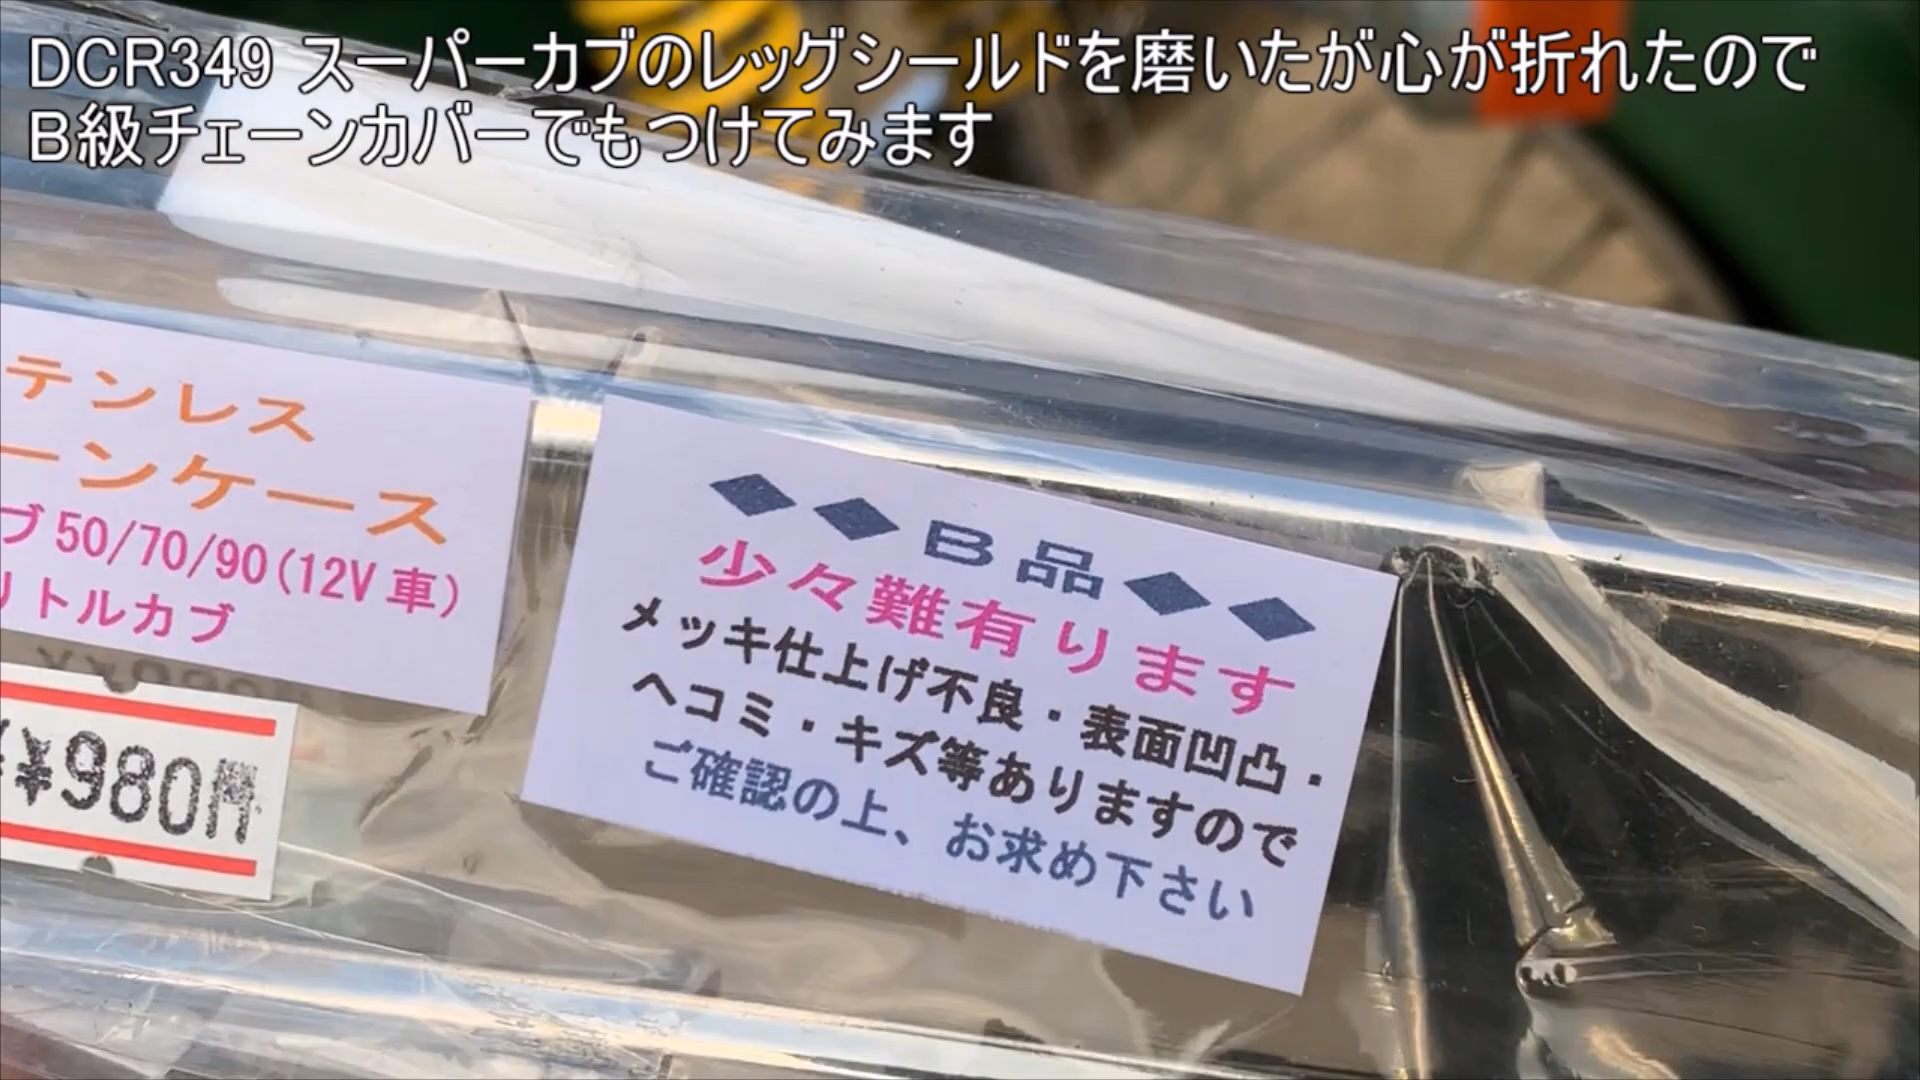 DCR349 スーパーカブのレッグシールドを磨いたが心が折れたので
B級チェーンカバーでもつけてみます
テンレス
ーンケース
ブ50/70/90(12V車)
リトルカブ
¥980円
◆◆B品◆◆
少々難有ります
メッキ仕上げ不良・表面凹凸・
ヘコミ・キズ等ありますので
ご確認の上、お求め下さい